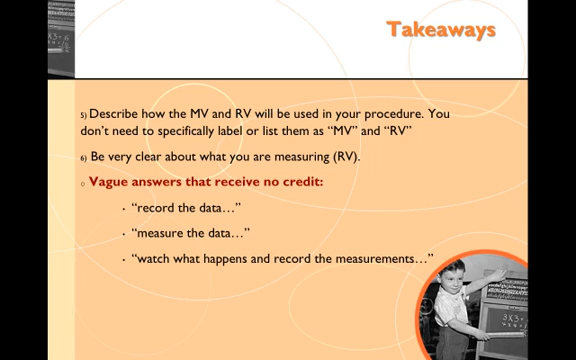 Takeaways
5) Describe how the MV and RV will be used in your procedure. You
don't need to specifically label or list them as “MV” and “RV”
6) Be very clear about what you are measuring (RV).
○ Vague answers that receive no credit:
• “record the data…”
• “measure the data…”
• “watch what happens and record the measurements…”
3X3=